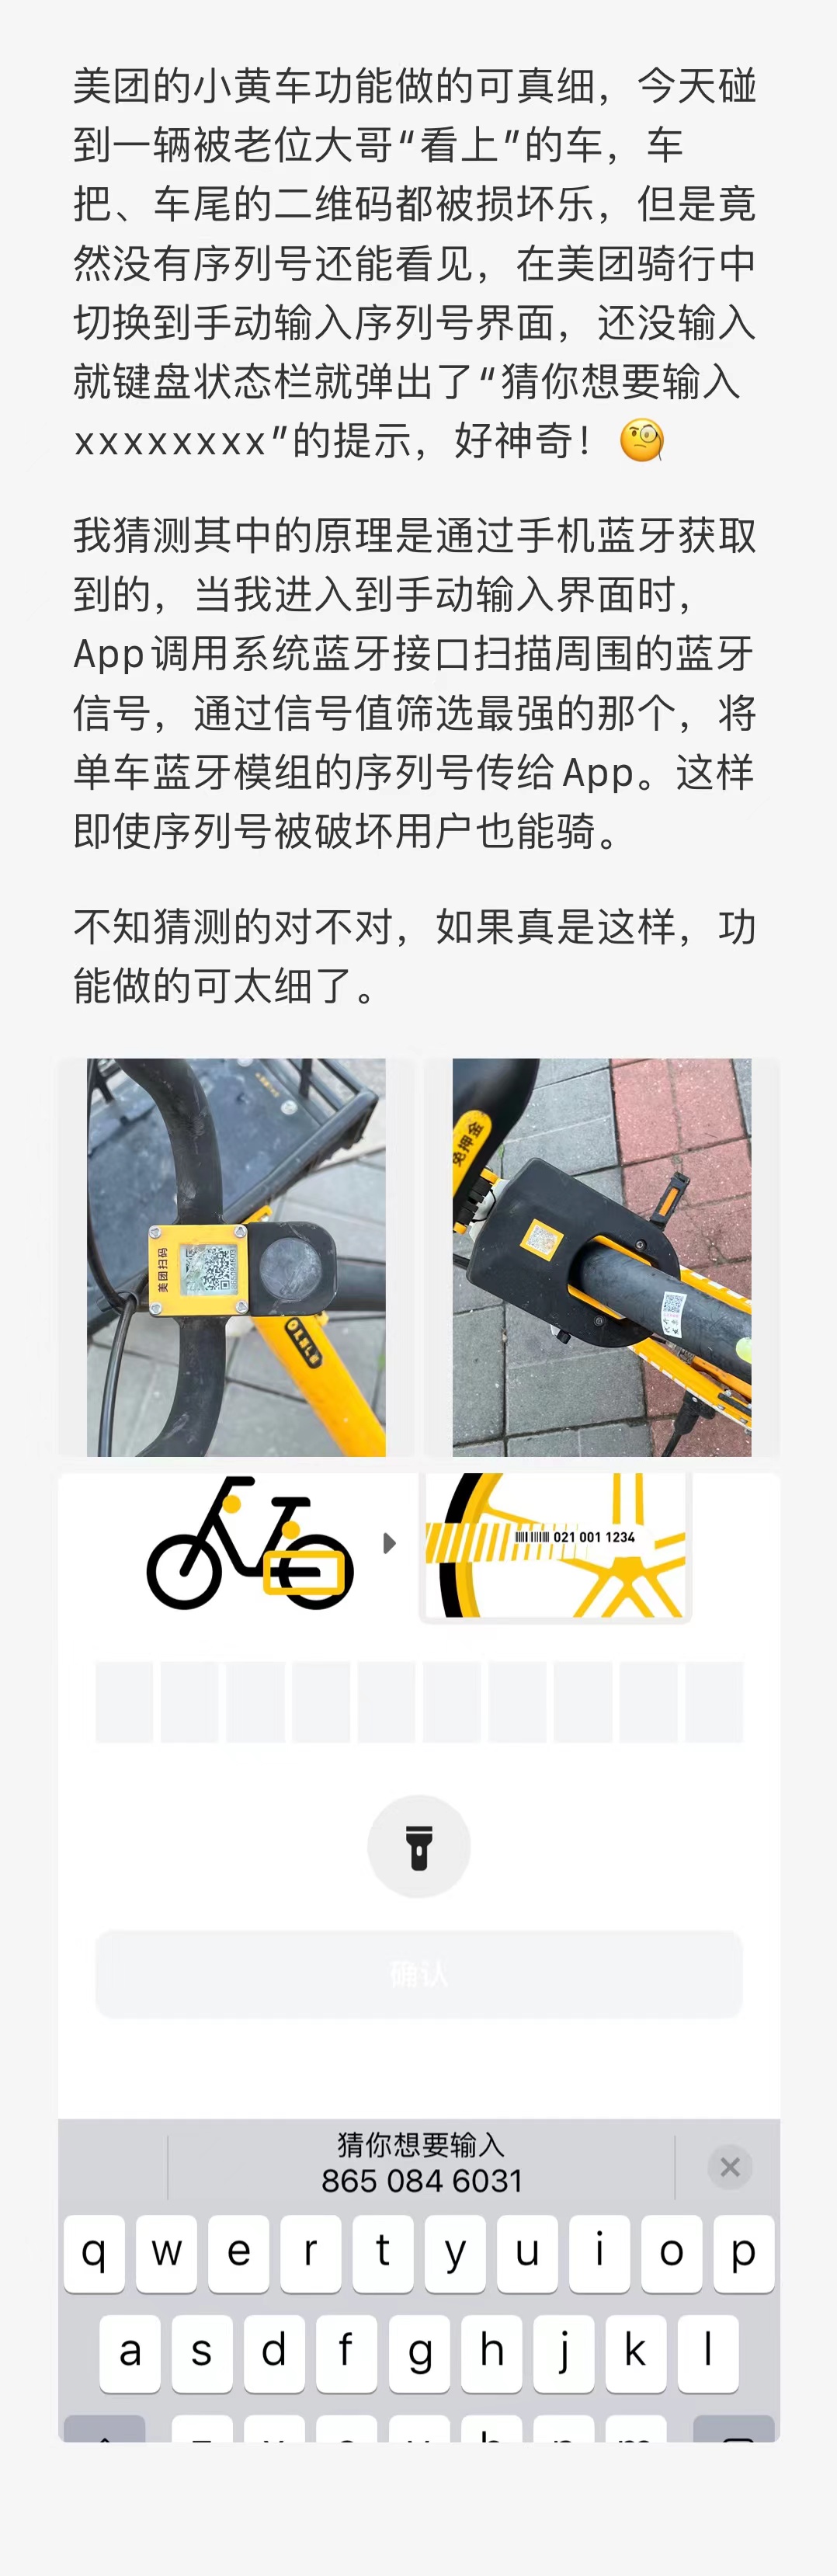 美团的小黄车功能做的可真细，今天碰
到一辆被老位大哥“看上”的车，车
把、车尾的二维码都被损坏乐，但是竟
然没有序列号还能看见，在美团骑行中
切换到手动输入序列号界面，还没输入
就键盘状态栏就弹出了“猜你想要输入
xxxxxxxx”的提示，好神奇！🧐
我猜测其中的原理是通过手机蓝牙获取
到的，当我进入到手动输入界面时，
App调用系统蓝牙接口扫描周围的蓝牙
信号，通过信号值筛选最强的那个，将
单车蓝牙模组的序列号传给App。这样
即使序列号被破坏用户也能骑。
不知猜测的对不对，如果真是这样，功
能做的可太细了。
美团扫码
免押金
021 001 1234
确认
猜你想要输入
865 084 6031
q w e r t y u i o p
a s d f g h j k l